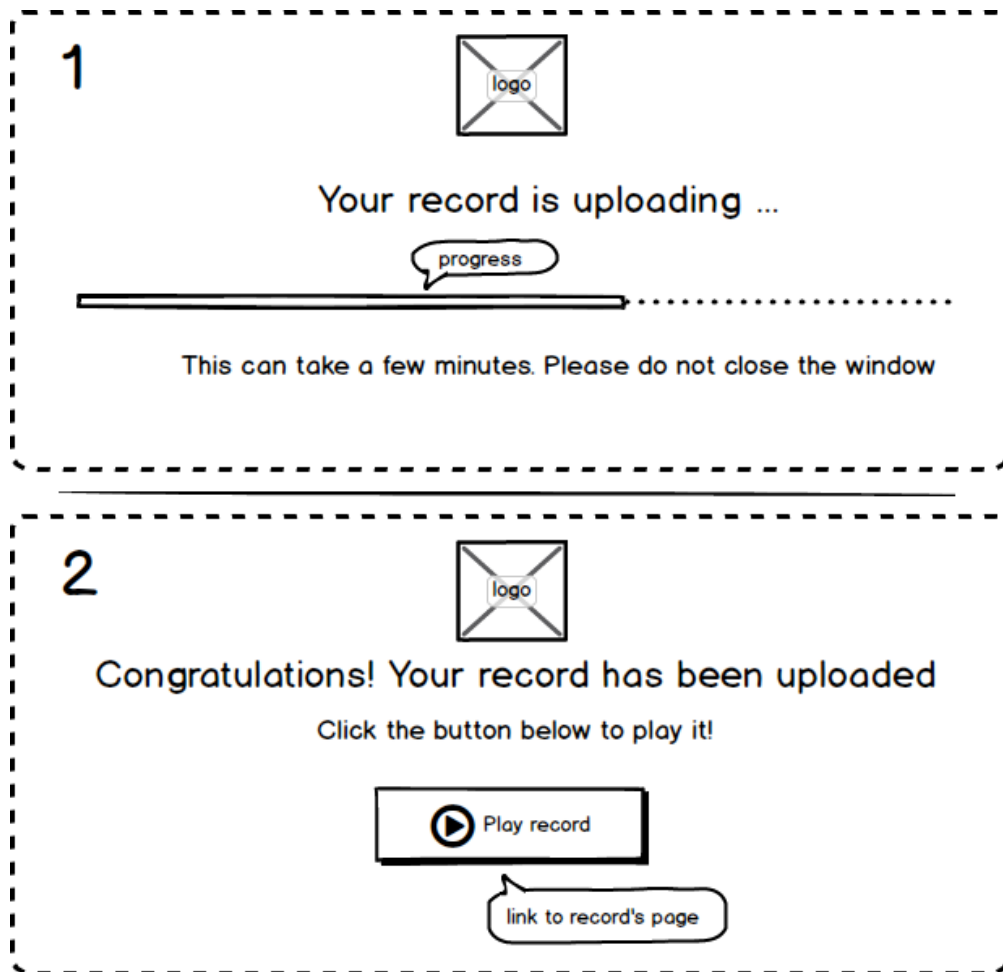 1
logo
Your record is uploading ...
progress
This can take a few minutes. Please do not close the window
2
logo
Congratulations! Your record has been uploaded
Click the button below to play it!
Play record
link to record's page